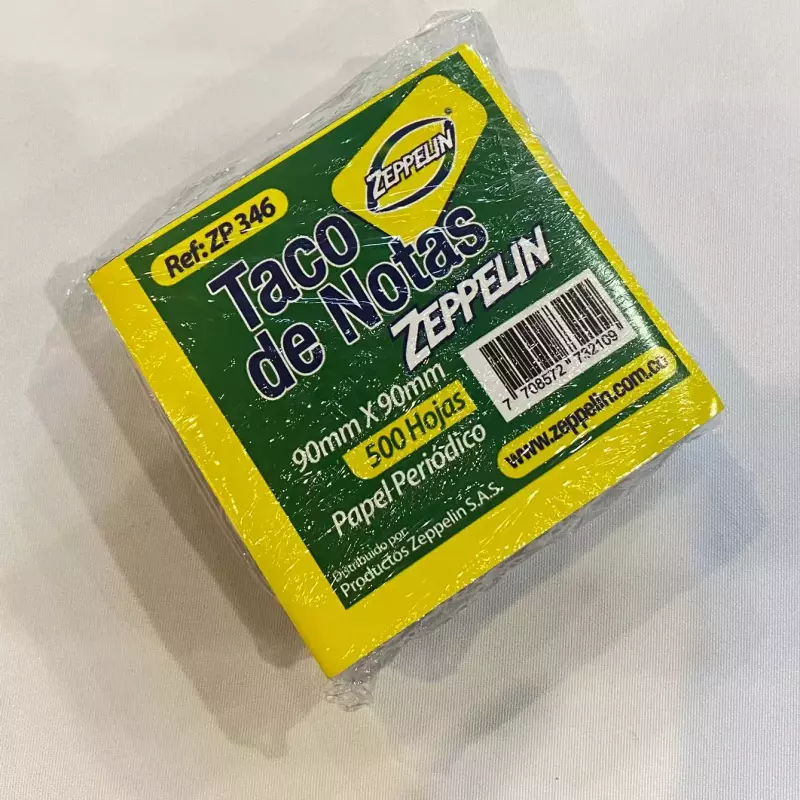 ZEPPELIN
®
Ref: ZP 346
Taco
de Notas
ZEPPELIN
90mm X 90mm
500 Hojas
Papel Periódico
7 708572 732109
www.zeppelin.com.co
Distribuido por:
Productos Zeppelin S.A.S.